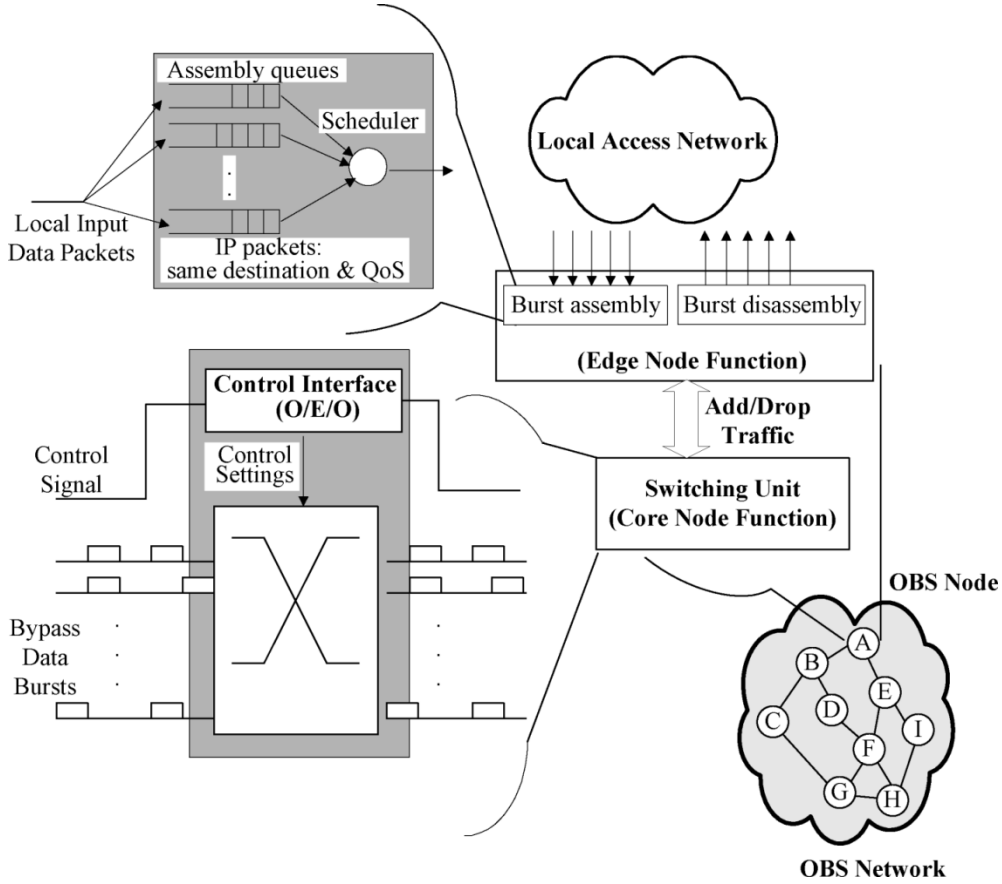 Assembly queues
Scheduler
Local Input
Data Packets
IP packets:
same destination & QoS
Local Access Network
Burst assembly
Burst disassembly
(Edge Node Function)
Add/Drop
Traffic
Switching Unit
(Core Node Function)
Control Interface
(O/E/O)
Control
Signal
Control
Settings
Bypass
Data
Bursts
OBS Node
A
B
E
C
D
I
F
G
H
OBS Network